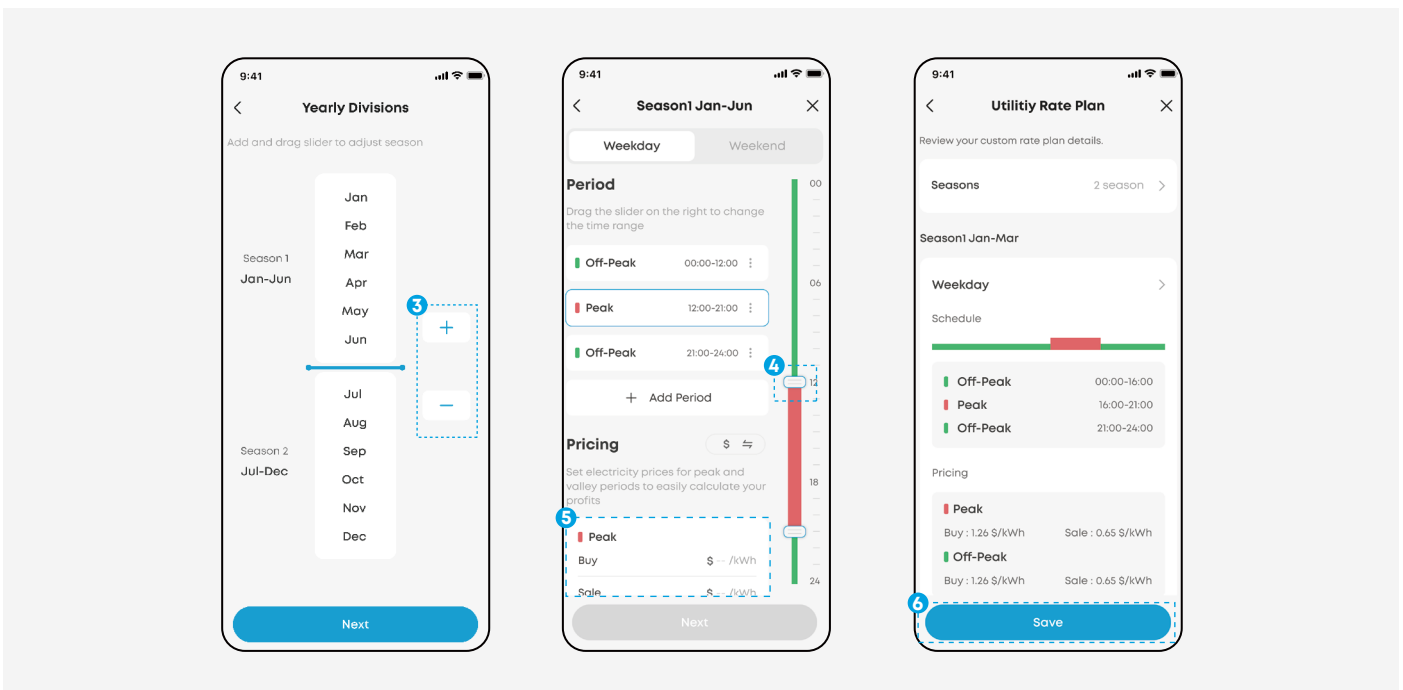 9:41
Yearly Divisions
Add and drag slider to adjust season
Jan
Feb
Mar
Apr
May
Jun
Season 1
Jan-Jun
3
+
−
Jul
Aug
Sep
Oct
Nov
Dec
Season 2
Jul-Dec
Next
9:41
Season1 Jan-Jun
Weekday
Weekend
Period
Drag the slider on the right to change
the time range
Off-Peak 00:00-12:00
Peak 12:00-21:00
Off-Peak 21:00-24:00
+ Add Period
00
06
4
12
18
24
Pricing
$
Set electricity prices for peak and
valley periods to easily calculate your
profits
5
Peak
Buy $ -- /kWh
Sale $ -- /kWh
Next
9:41
Utilitiy Rate Plan
Review your custom rate plan details.
Seasons 2 season
Season1 Jan-Mar
Weekday
Schedule
Off-Peak 00:00-16:00
Peak 16:00-21:00
Off-Peak 21:00-24:00
Pricing
Peak
Buy : 1.26 $/kWh Sale : 0.65 $/kWh
Off-Peak
Buy : 1.26 $/kWh Sale : 0.65 $/kWh
6
Save